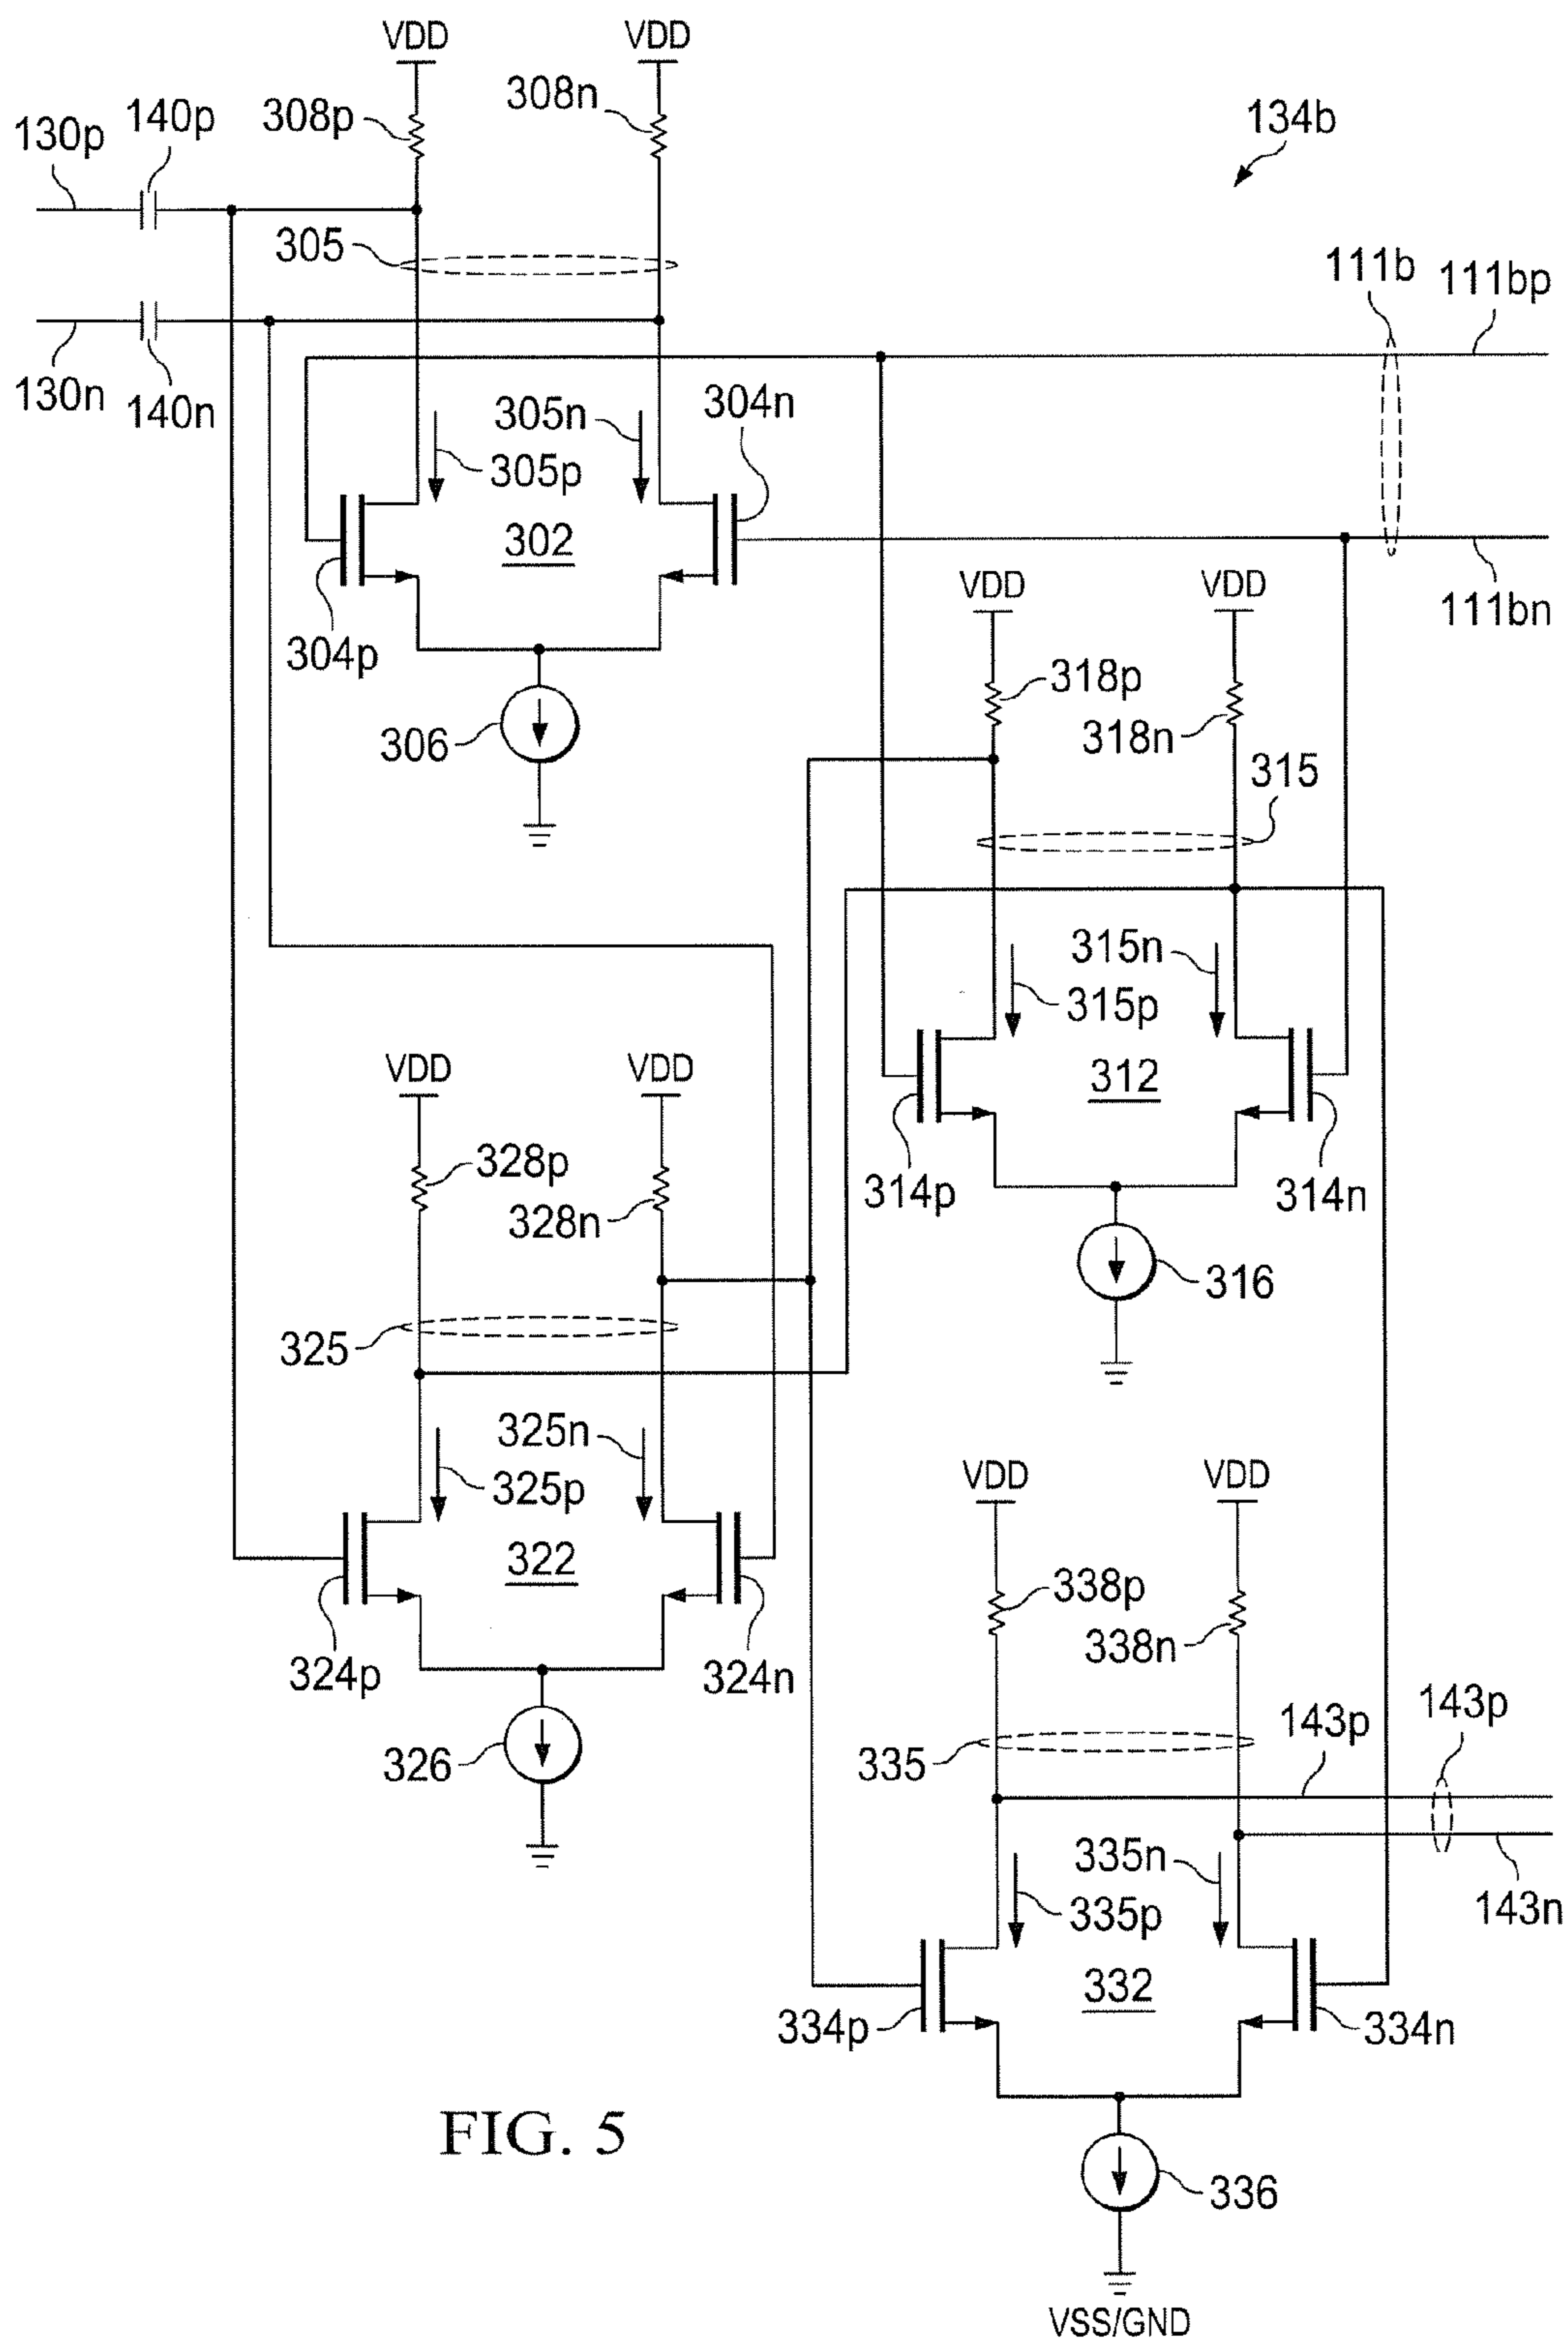 VDD
VDD
308n
140p
308p
134b
130p
305
111b
111bp
130n
140n
305n
304n
305p
302
111bn
304p
VDD
VDD
318p
306
318n
315
315n
315p
VDD
VDD
312
328p
328n
314p
314n
316
325
325n
325p
VDD
VDD
322
338p
338n
324p
324n
143p
143p
326
335
335n
335p
143n
332
334p
334n
FIG. 5
336
VSS/GND